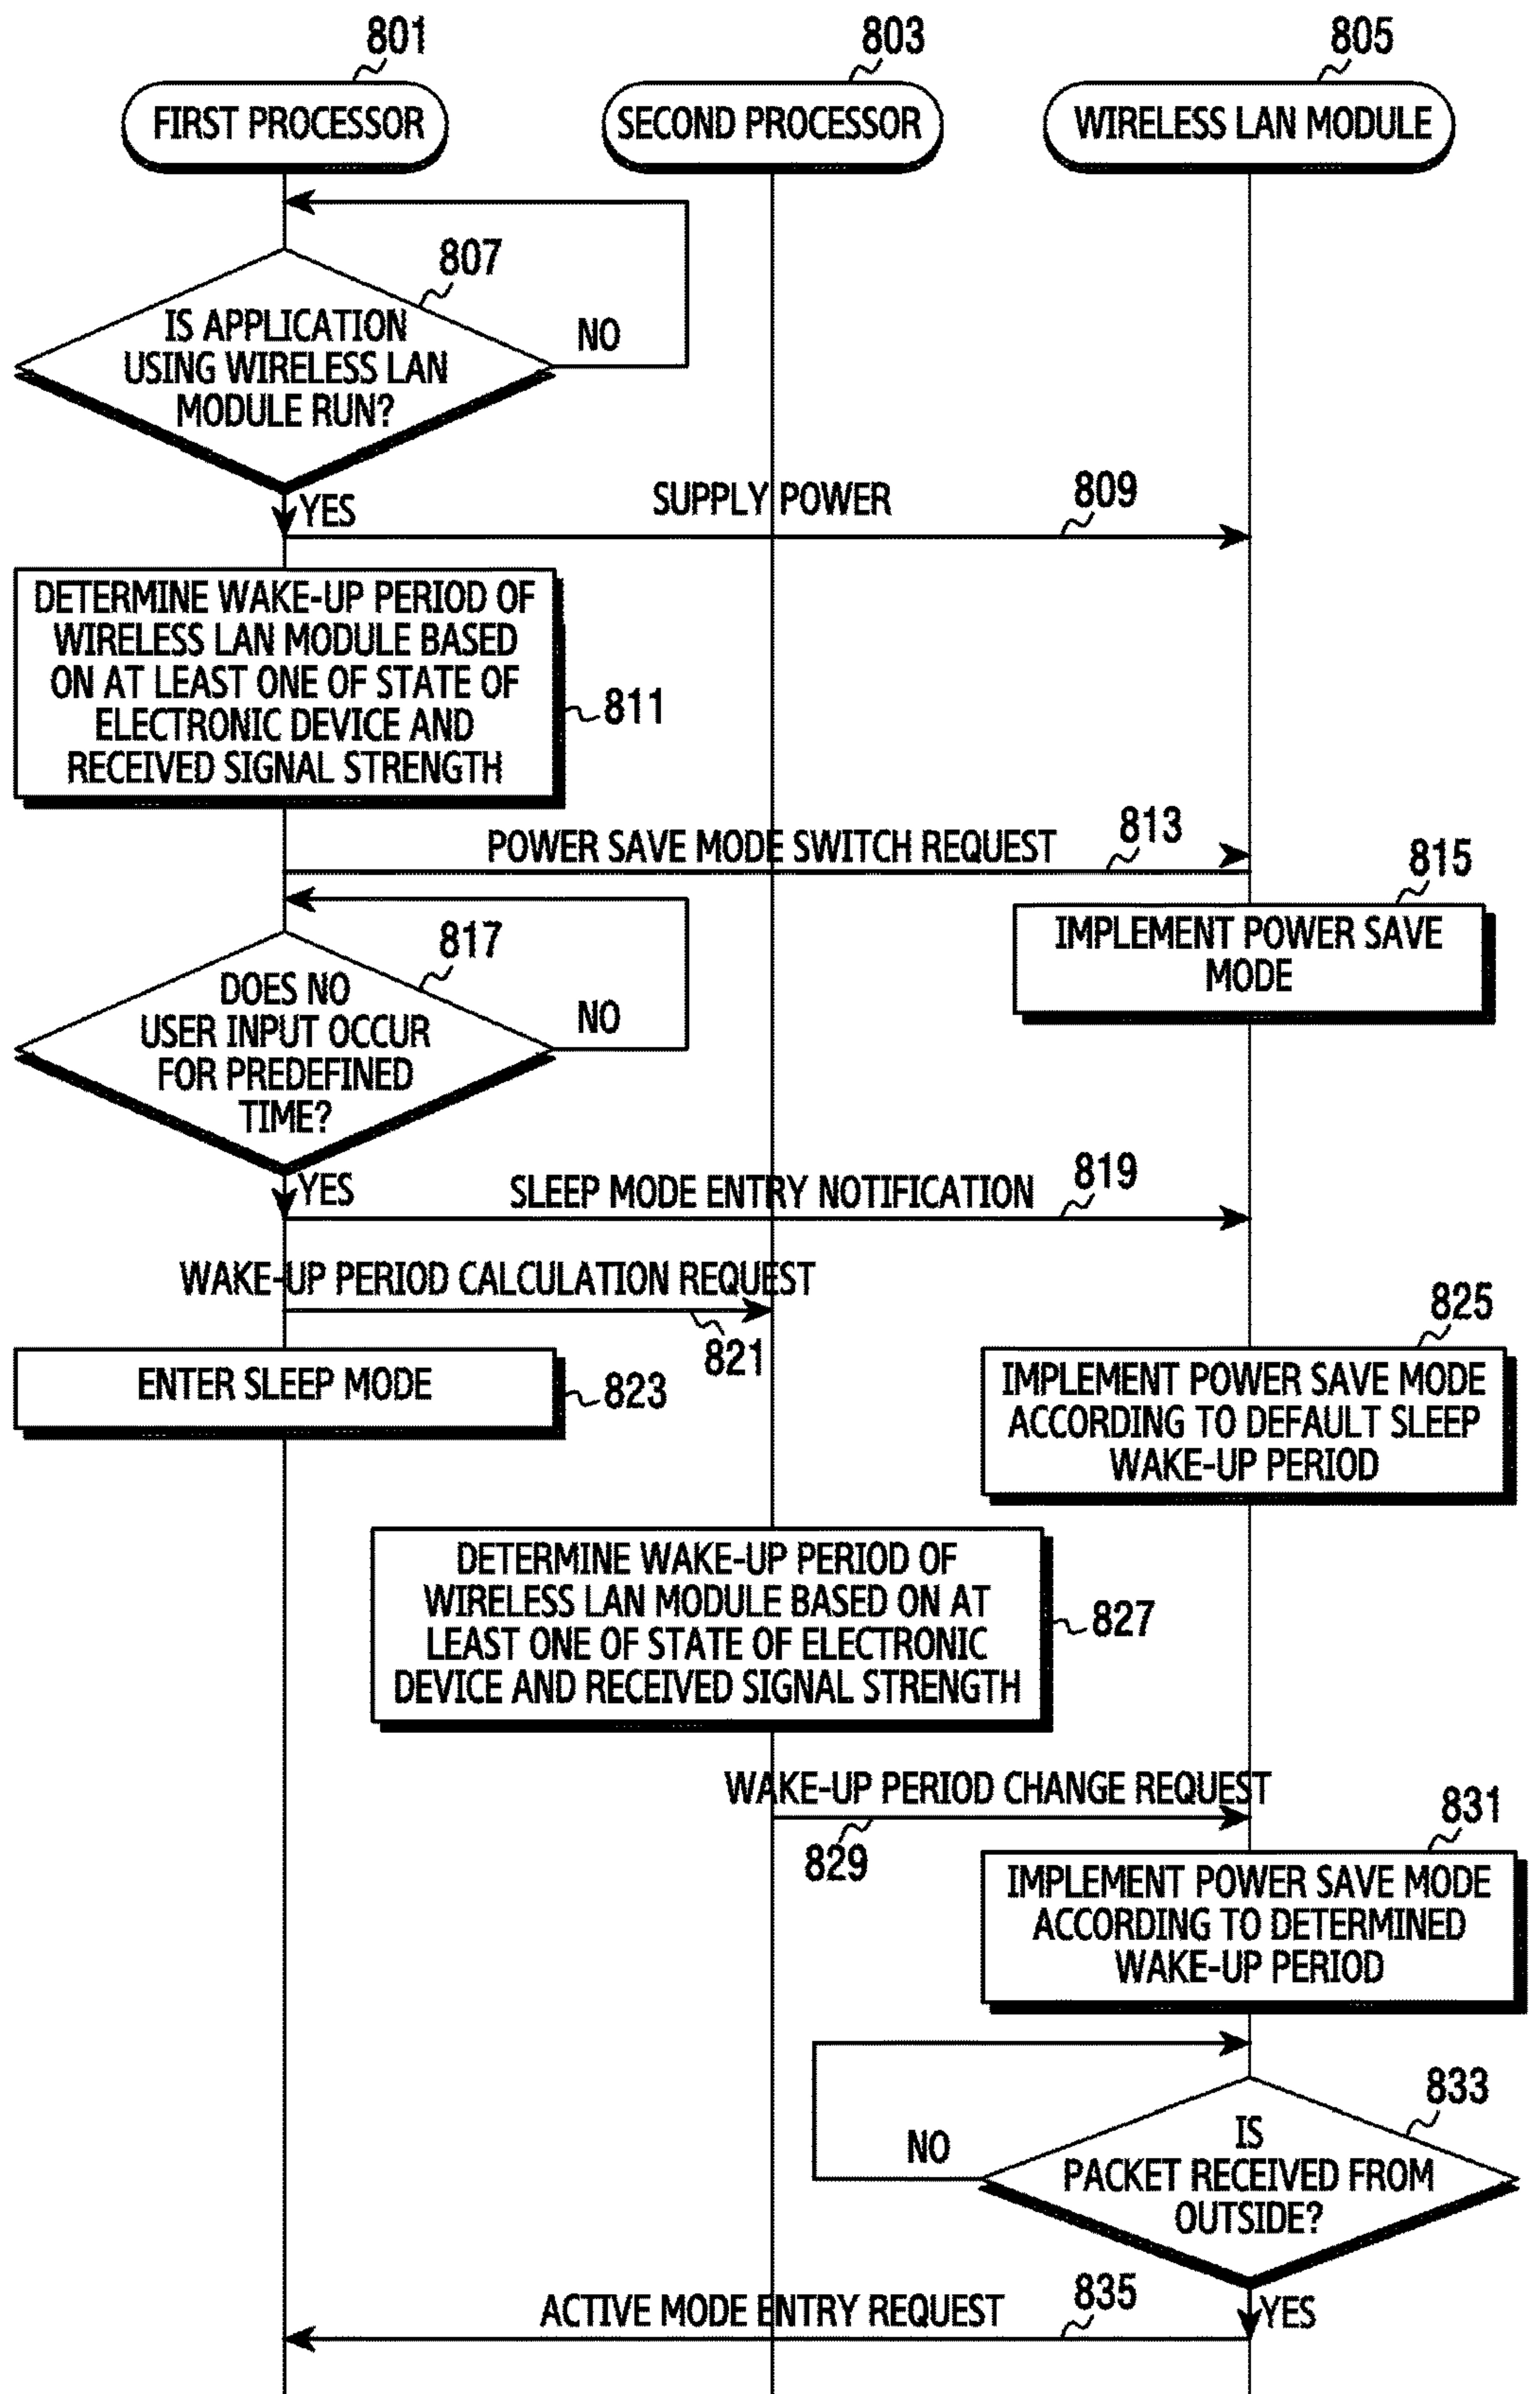 801
803
805
FIRST PROCESSOR
SECOND PROCESSOR
WIRELESS LAN MODULE
807
IS APPLICATION
USING WIRELESS LAN
MODULE RUN?
NO
YES
SUPPLY POWER
809
DETERMINE WAKE-UP PERIOD OF
WIRELESS LAN MODULE BASED
ON AT LEAST ONE OF STATE OF
ELECTRONIC DEVICE AND
RECEIVED SIGNAL STRENGTH
811
POWER SAVE MODE SWITCH REQUEST
813
815
IMPLEMENT POWER SAVE
MODE
817
DOES NO
USER INPUT OCCUR
FOR PREDEFINED
TIME?
NO
YES
SLEEP MODE ENTRY NOTIFICATION
819
WAKE-UP PERIOD CALCULATION REQUEST
821
ENTER SLEEP MODE
823
825
IMPLEMENT POWER SAVE MODE
ACCORDING TO DEFAULT SLEEP
WAKE-UP PERIOD
DETERMINE WAKE-UP PERIOD OF
WIRELESS LAN MODULE BASED ON AT
LEAST ONE OF STATE OF ELECTRONIC
DEVICE AND RECEIVED SIGNAL STRENGTH
827
WAKE-UP PERIOD CHANGE REQUEST
829
831
IMPLEMENT POWER SAVE MODE
ACCORDING TO DETERMINED
WAKE-UP PERIOD
833
IS
PACKET RECEIVED FROM
OUTSIDE?
NO
YES
ACTIVE MODE ENTRY REQUEST
835